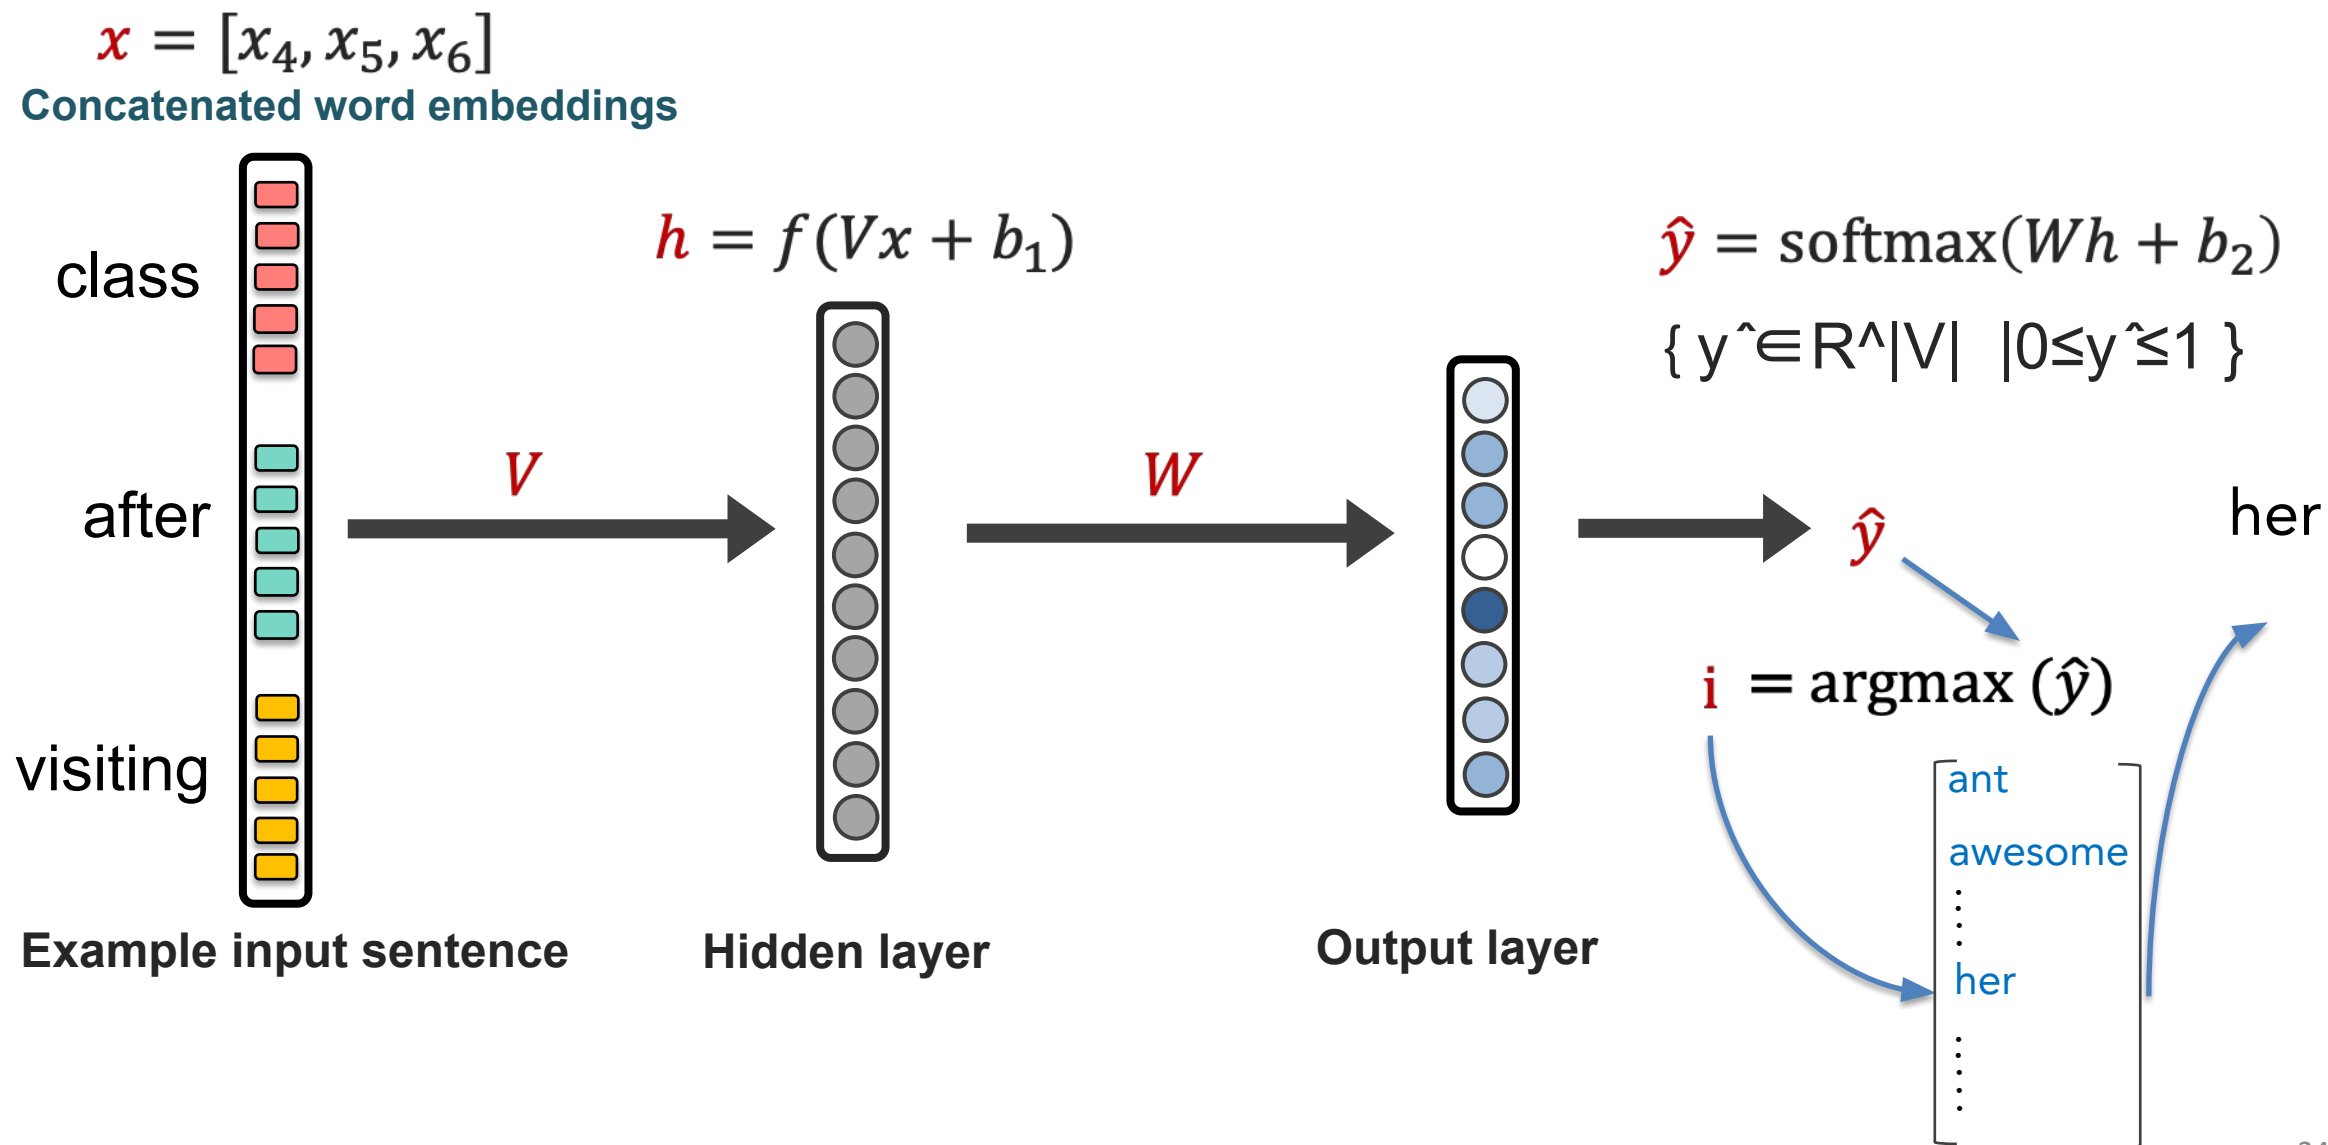 x = [x₄, x₅, x₆]
Concatenated word embeddings
class
after
visiting
Example input sentence
V
h = f(Vx + b₁)
Hidden layer
W
Output layer
ŷ = softmax(Wh + b₂)
{ y ̂∈R^|V| |0≤y ̂≤1 }
ŷ
i = argmax (ŷ)
ant
awesome
her
her